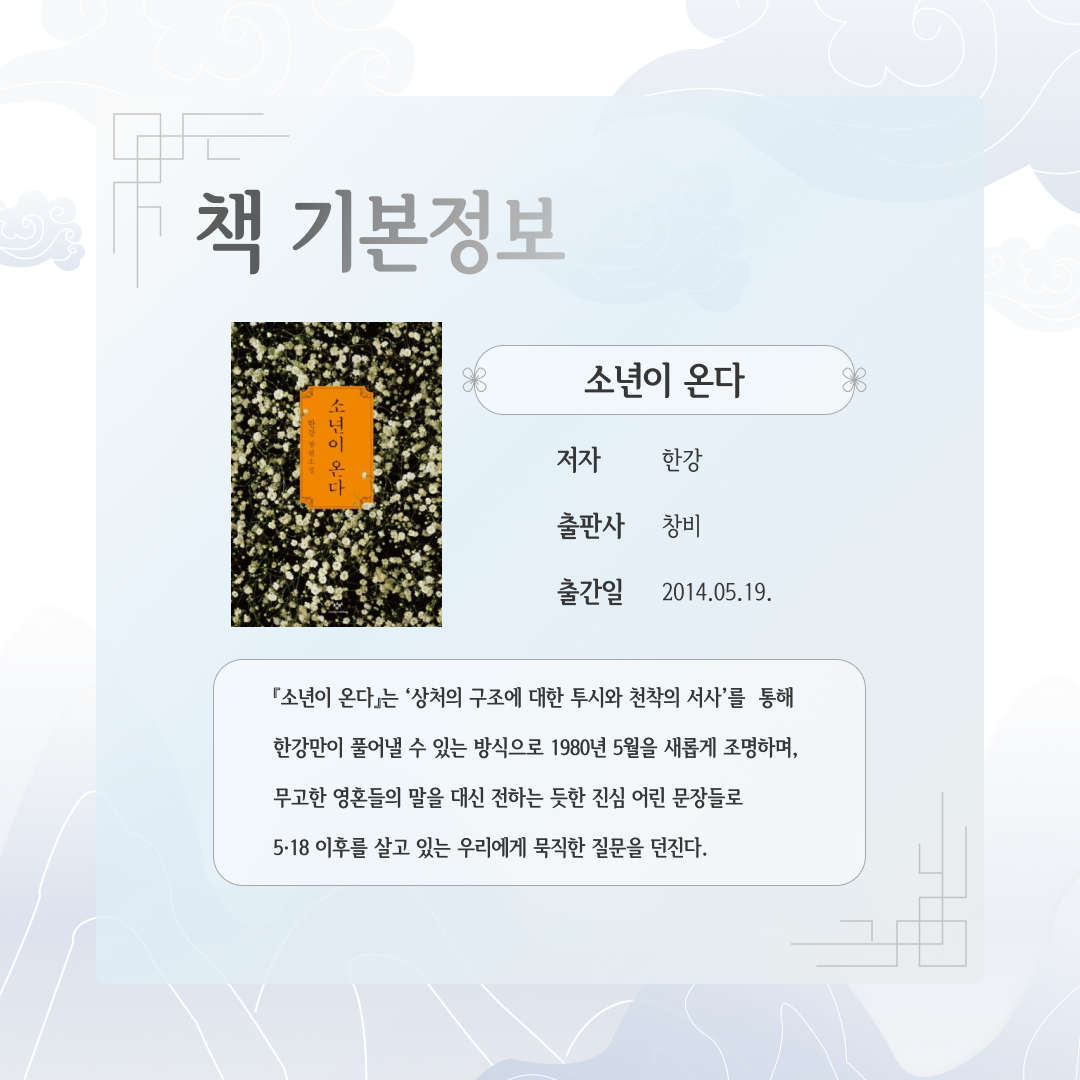 책 기본정보
소년이 온다
한강 장편소설
소년이 온다
저자 한강
출판사 창비
출간일 2014.05.19.
『소년이 온다』는 ‘상처의 구조에 대한 투시와 천착의 서사’를 통해
한강만이 풀어낼 수 있는 방식으로 1980년 5월을 새롭게 조명하며,
무고한 영혼들의 말을 대신 전하는 듯한 진심 어린 문장들로
5·18 이후를 살고 있는 우리에게 묵직한 질문을 던진다.